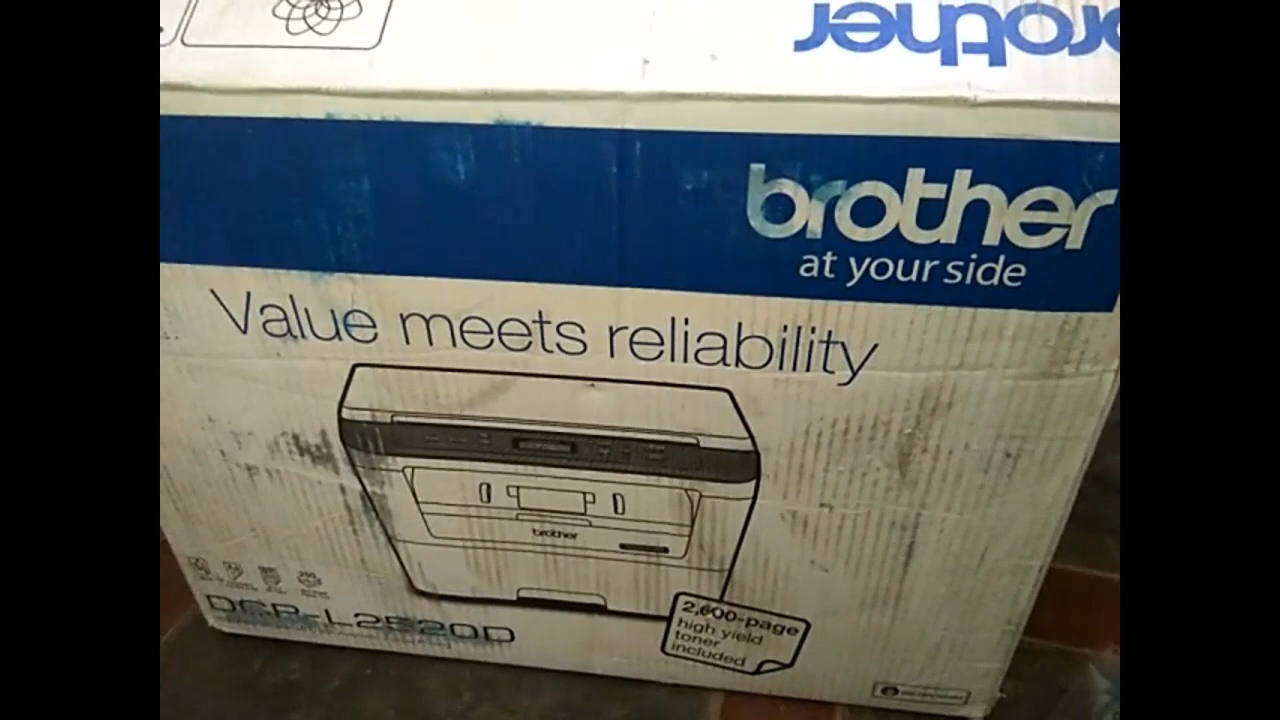 brother
brother
at your side
Value meets reliability
brother
DCP-L2520D
2,600-page
high yield
toner
included